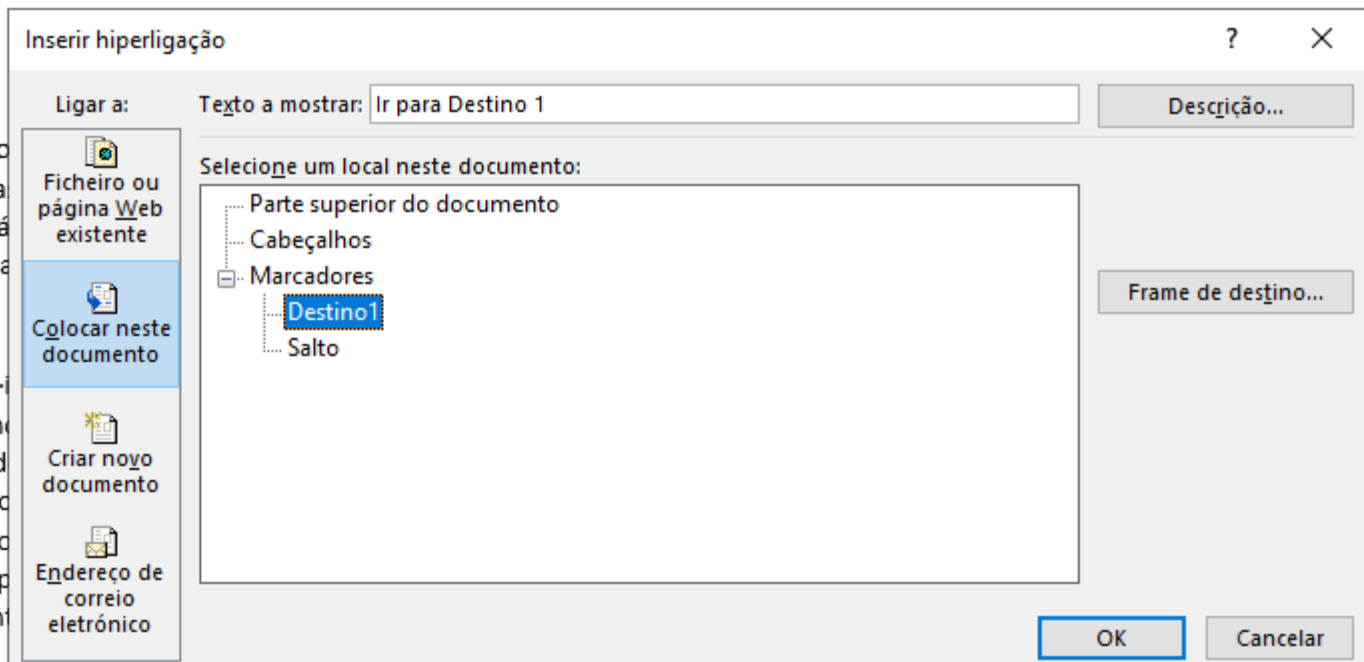 Inserir hiperligação
?
Ligar a:
Texto a mostrar:
Ir para Destino 1
Descrição...
Ficheiro ou
página Web
existente
Colocar neste
documento
Criar novo
documento
Endereço de
correio
eletrónico
Selecione um local neste documento:
Parte superior do documento
Cabeçalhos
Marcadores
Destino1
Salto
Frame de destino...
OK
Cancelar